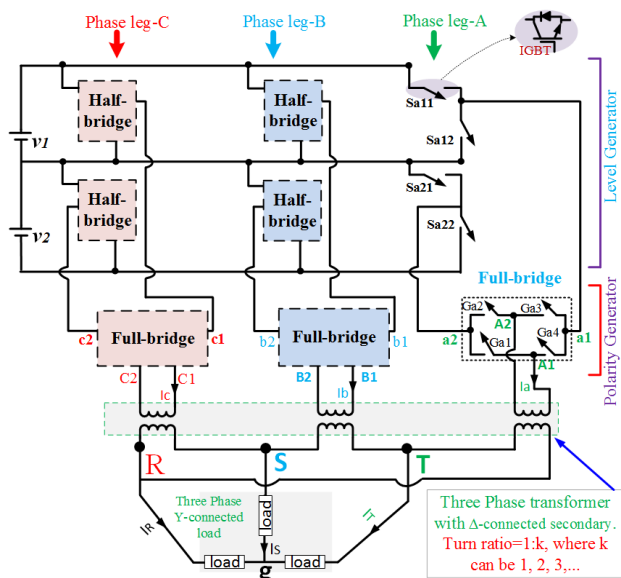 Phase leg-C
Phase leg-B
Phase leg-A
IGBT
Half-
bridge
Half-
bridge
Sa11
Sa12
v1
Half-
bridge
Half-
bridge
Sa21
Sa22
v2
Level Generator
Full-bridge
Full-bridge
c2
c1
Full-bridge
b2
b1
Ga2
A2
Ga3
a2
Ga1
Ga4
a1
A1
Polarity Generator
C2
C1
Ic
B2
B1
Ib
Ia
R
S
T
Three Phase
Y-connected
load
load
IR
IS
IT
load
load
g
Three Phase transformer
with Δ-connected secondary.
Turn ratio=1:k, where k
can be 1, 2, 3,...